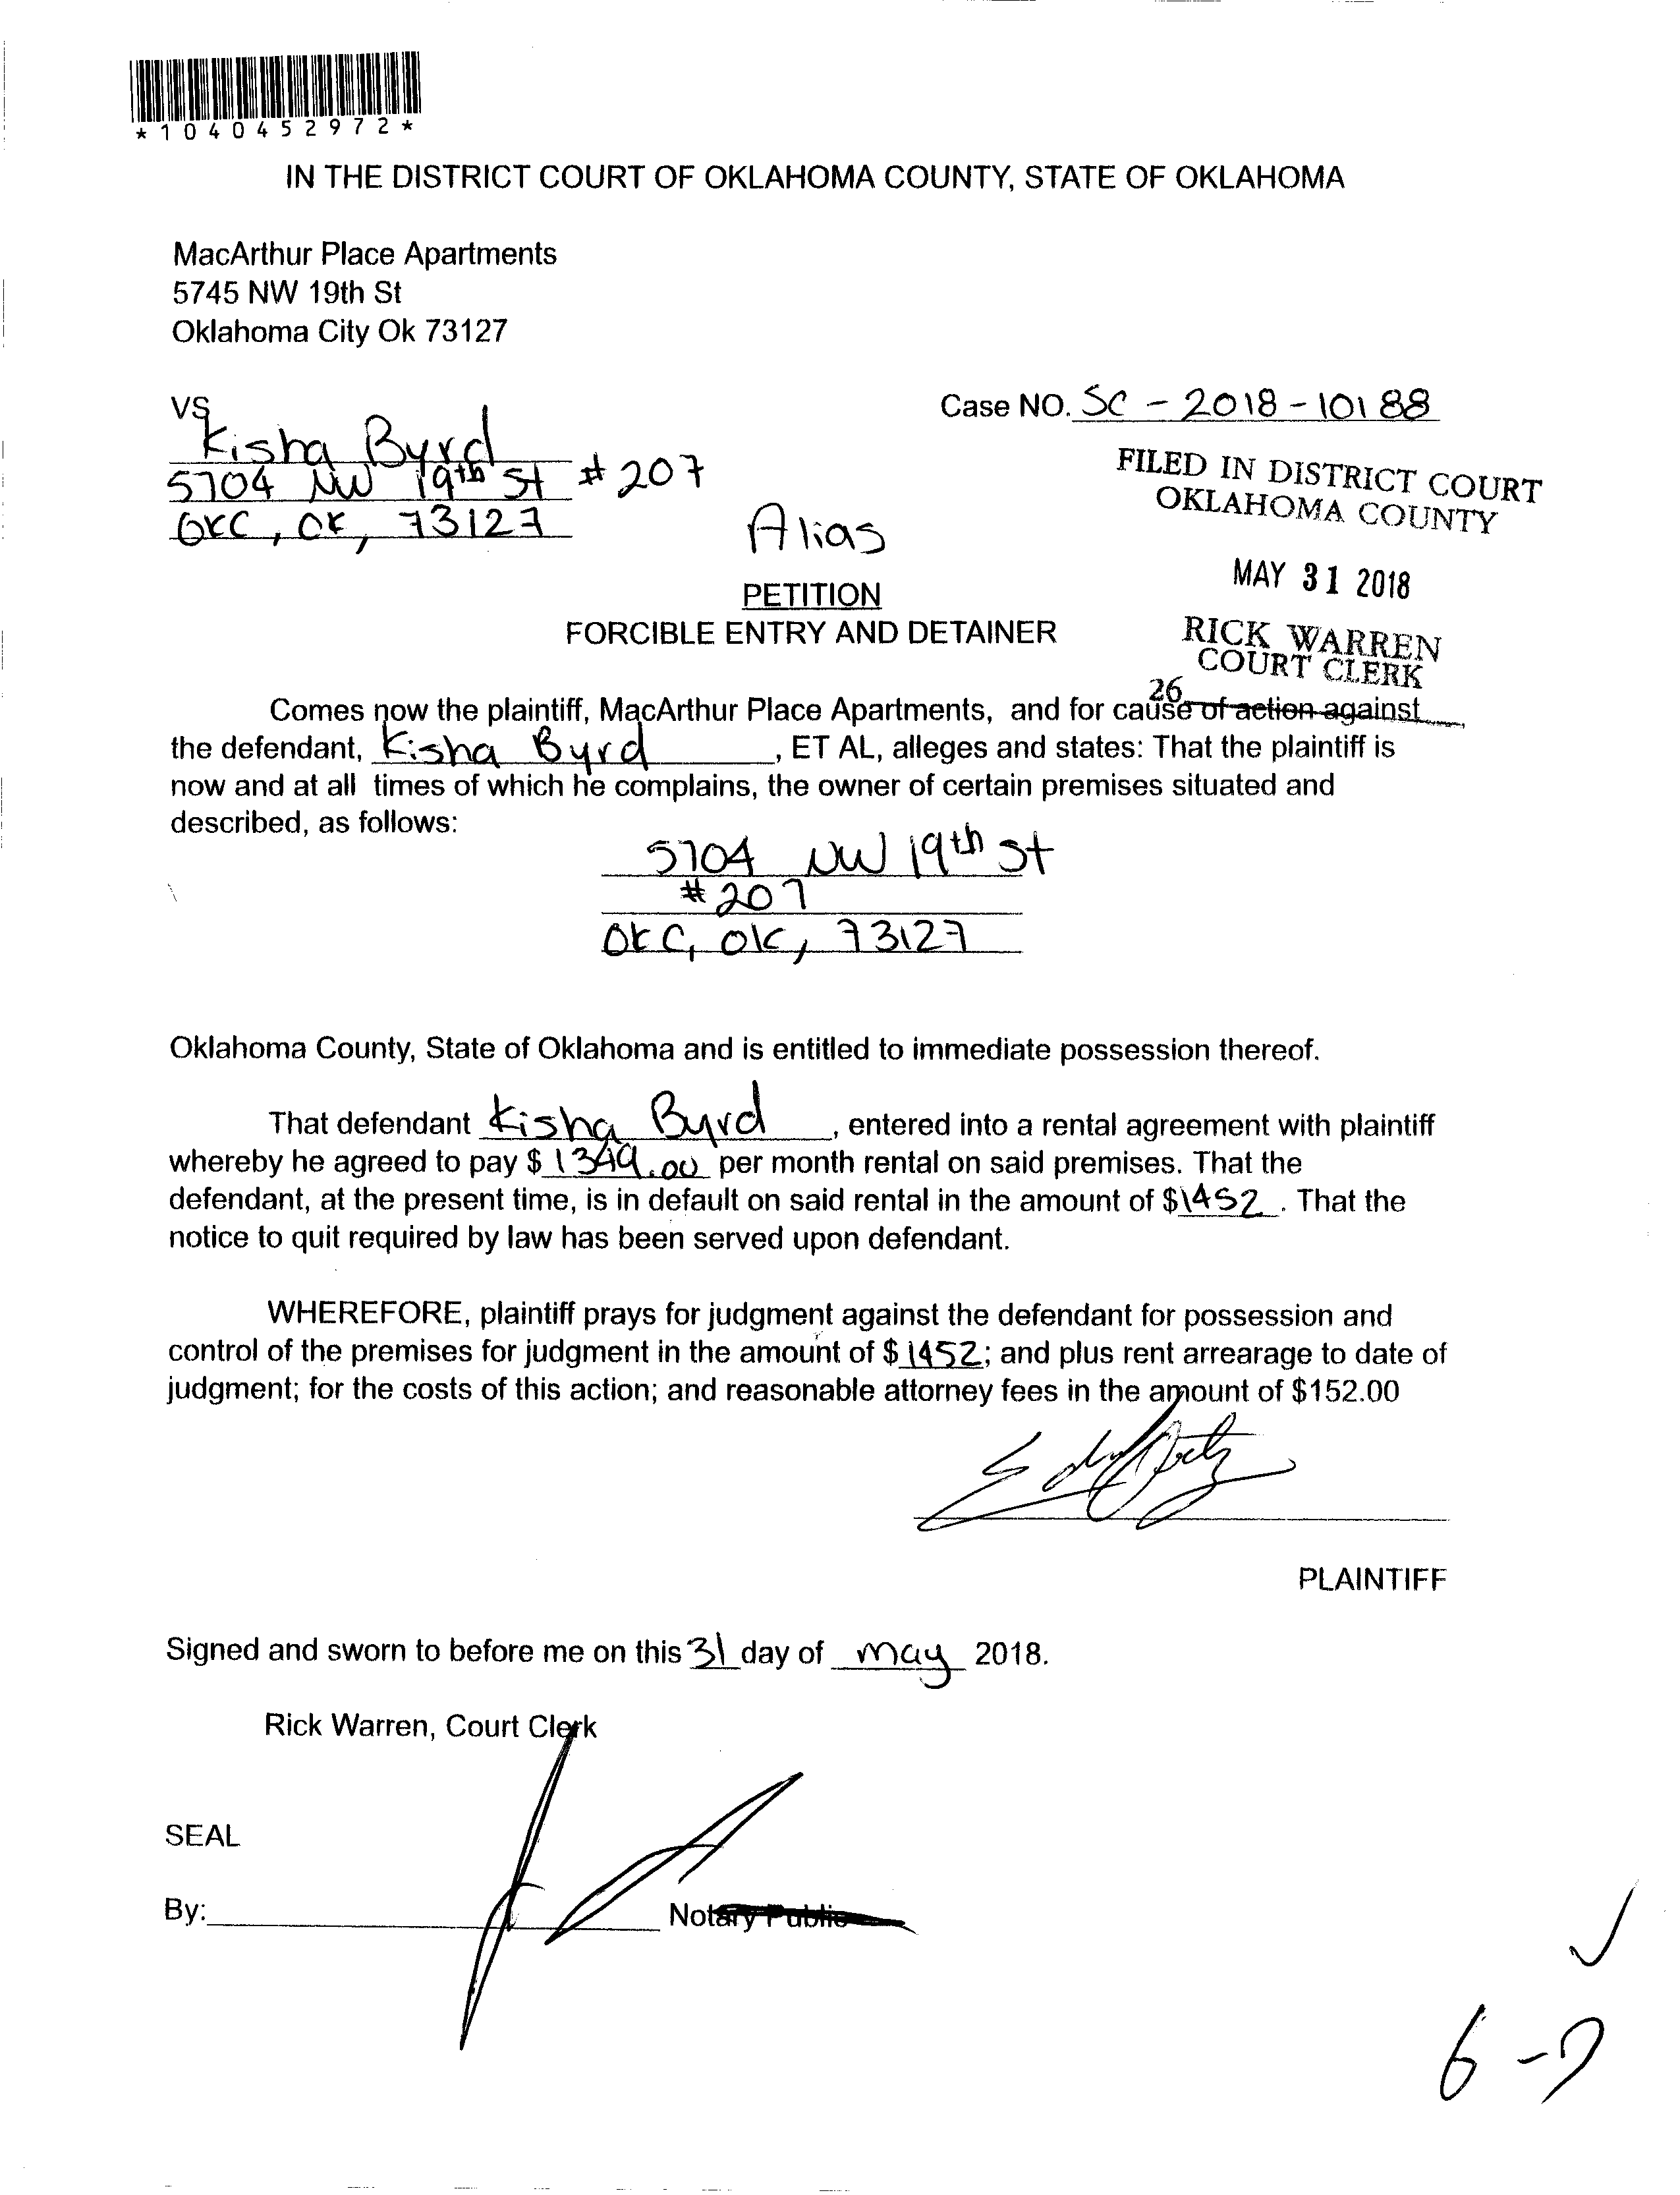 *1040452972*
IN THE DISTRICT COURT OF OKLAHOMA COUNTY, STATE OF OKLAHOMA
MacArthur Place Apartments
5745 NW 19th St
Oklahoma City Ok 73127
VS
Case NO. SC - 2018 - 10188
Kisha Byrd
5704 NW 19th St #207
OKC, OK, 73127
FILED IN DISTRICT COURT
OKLAHOMA COUNTY
Alias
MAY 31 2018
PETITION
FORCIBLE ENTRY AND DETAINER
RICK WARREN
COURT CLERK
26
Comes now the plaintiff, MacArthur Place Apartments, and for cause of action against
the defendant, Kisha Byrd, ET AL, alleges and states: That the plaintiff is
now and at all times of which he complains, the owner of certain premises situated and
described, as follows:
5704 NW 19th St
#207
OKC, OK, 73127
Oklahoma County, State of Oklahoma and is entitled to immediate possession thereof.
That defendant Kisha Byrd, entered into a rental agreement with plaintiff
whereby he agreed to pay $ 1349.00 per month rental on said premises. That the
defendant, at the present time, is in default on said rental in the amount of $1452. That the
notice to quit required by law has been served upon defendant.
WHEREFORE, plaintiff prays for judgment against the defendant for possession and
control of the premises for judgment in the amount of $ 1452; and plus rent arrearage to date of
judgment; for the costs of this action; and reasonable attorney fees in the amount of $152.00
PLAINTIFF
Signed and sworn to before me on this 31 day of may 2018.
Rick Warren, Court Clerk
SEAL
By: Notary Public
6-7